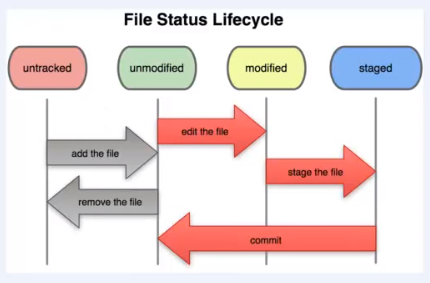 File Status Lifecycle
untracked
unmodified
modified
staged
edit the file
add the file
stage the file
remove the file
commit